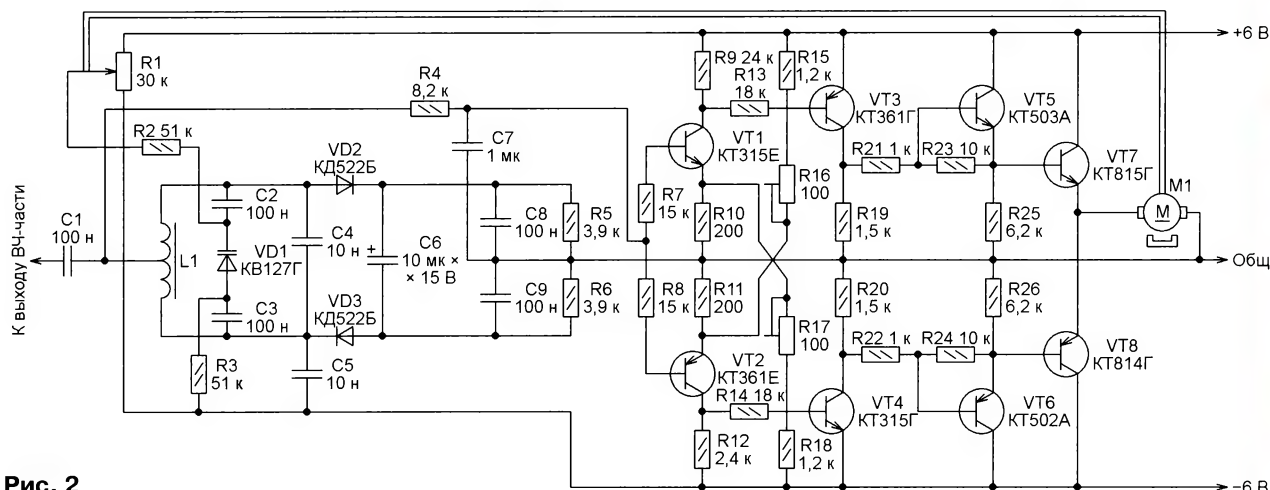 +6 В
R1
30 к
R2 51 к
R4
8,2 к
R9 24 к
R13
18 к
R15
1,2 к
VT3
КТ361Г
VT5
КТ503А
C7
1 мк
VT1
КТ315Е
R21 1 к
R23 10 к
VT7
КТ815Г
M1
M
VD2
КД522Б
C1
100 н
C2
100 н
R7
15 к
R16
100
L1
VD1
КВ127Г
C4
10 н
+
C6
10 мк ×
× 15 В
C8
100 н
R5
3,9 к
R10
200
R19
1,5 к
R25
6,2 к
Общ.
К выходу ВЧ-части
C3
100 н
VD3
КД522Б
C9
100 н
R6
3,9 к
R8
15 к
R11
200
R17
100
R20
1,5 к
R26
6,2 к
R3
51 к
C5
10 н
VT2
КТ361Е
R22 1 к
R24 10 к
VT8
КТ814Г
R14 18 к
VT4
КТ315Г
VT6
КТ502А
R12
2,4 к
R18
1,2 к
Рис. 2
−6 В